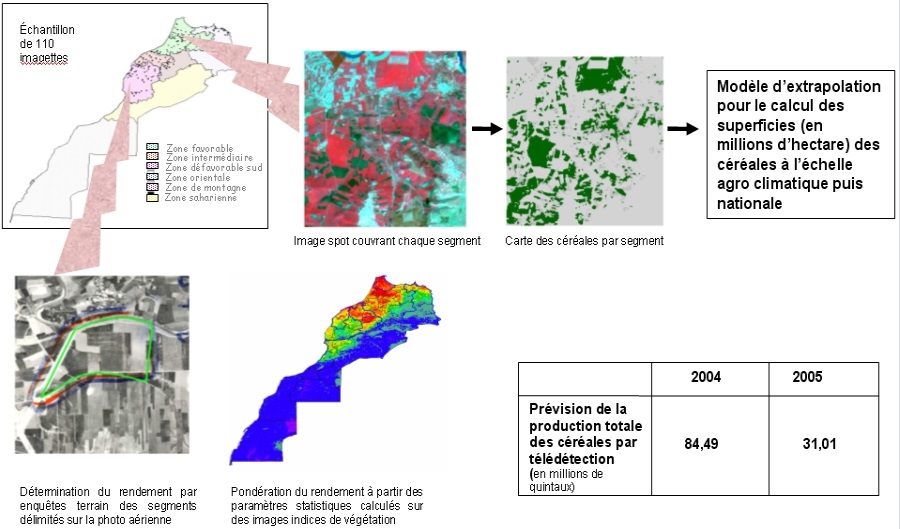 Échantillon
de 110
imagettes
Zone favorable
Zone intermédiaire
Zone défavorable sud
Zone orientale
Zone de montagne
Zone saharienne
Image spot couvrant chaque segment
Carte des céréales par segment
Modèle d’extrapolation
pour le calcul des
superficies (en
millions d’hectare) des
céréales à l’échelle
agro climatique puis
nationale
Détermination du rendement par
enquêtes terrain des segments
délimités sur la photo aérienne
Pondération du rendement à partir des
paramètres statistiques calculés sur
des images indices de végétation
2004 2005
Prévision de la
production totale
des céréales par
télédétection
(en millions de
quintaux)
84,49 31,01